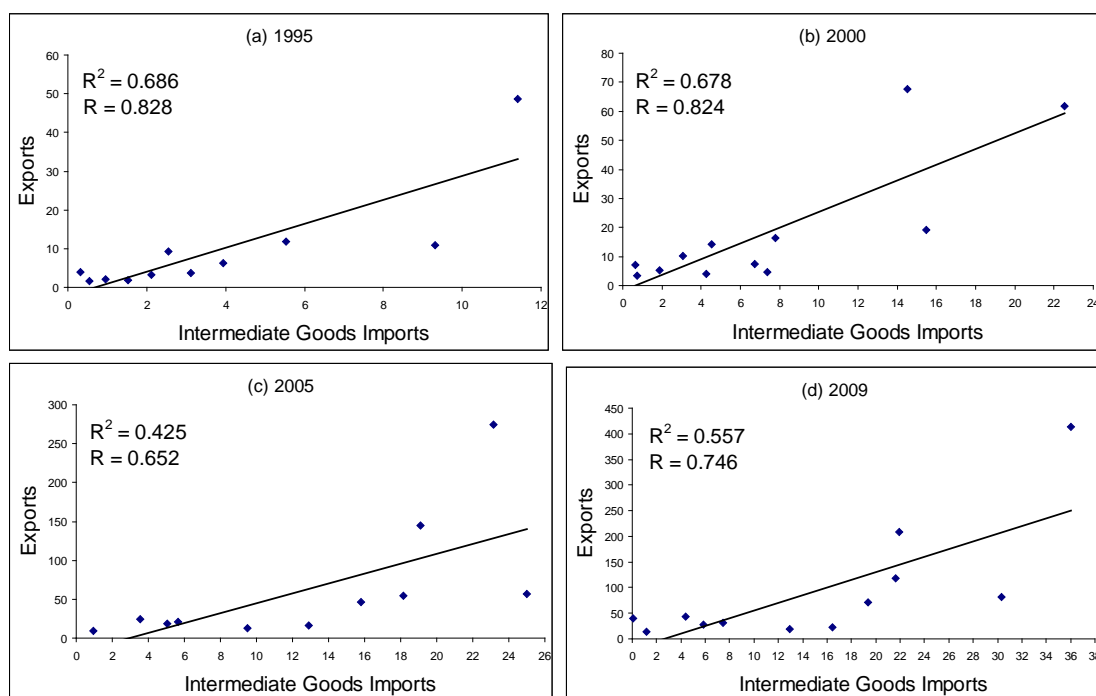 (a) 1995
60
50
40
30
20
10
0
R² = 0.686
R = 0.828
Exports
0 2 4 6 8 10 12
Intermediate Goods Imports
(b) 2000
80
70
60
50
40
30
20
10
0
R² = 0.678
R = 0.824
Exports
0 2 4 6 8 10 12 14 16 18 20 22 24
Intermediate Goods Imports
(c) 2005
300
250
200
150
100
50
0
R² = 0.425
R = 0.652
Exports
0 2 4 6 8 10 12 14 16 18 20 22 24 26
Intermediate Goods Imports
(d) 2009
450
400
350
300
250
200
150
100
50
0
R² = 0.557
R = 0.746
Exports
0 2 4 6 8 10 12 14 16 18 20 22 24 26 28 30 32 34 36 38
Intermediate Goods Imports